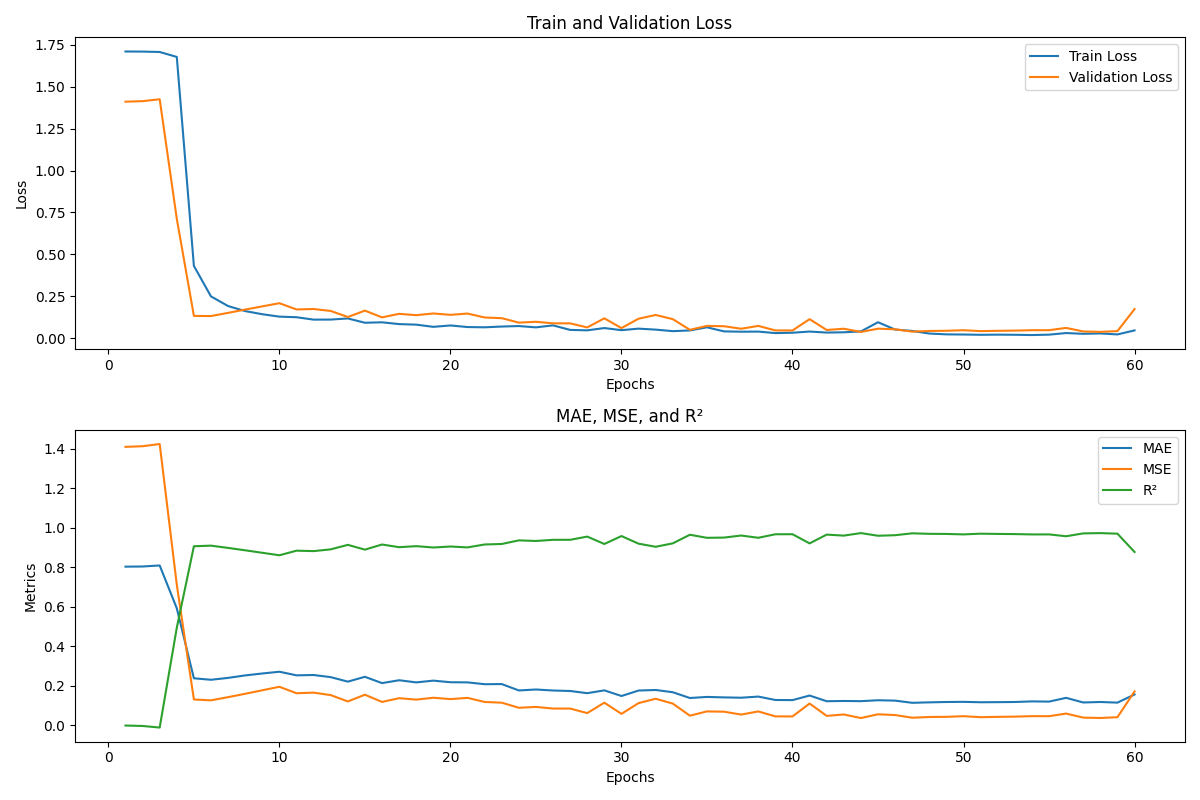 Train and Validation Loss
1.75
1.50
1.25
1.00
0.75
0.50
0.25
0.00
Loss
Train Loss
Validation Loss
0 10 20 30 40 50 60
Epochs
MAE, MSE, and R²
1.4
1.2
1.0
0.8
0.6
0.4
0.2
0.0
Metrics
MAE
MSE
R²
0 10 20 30 40 50 60
Epochs